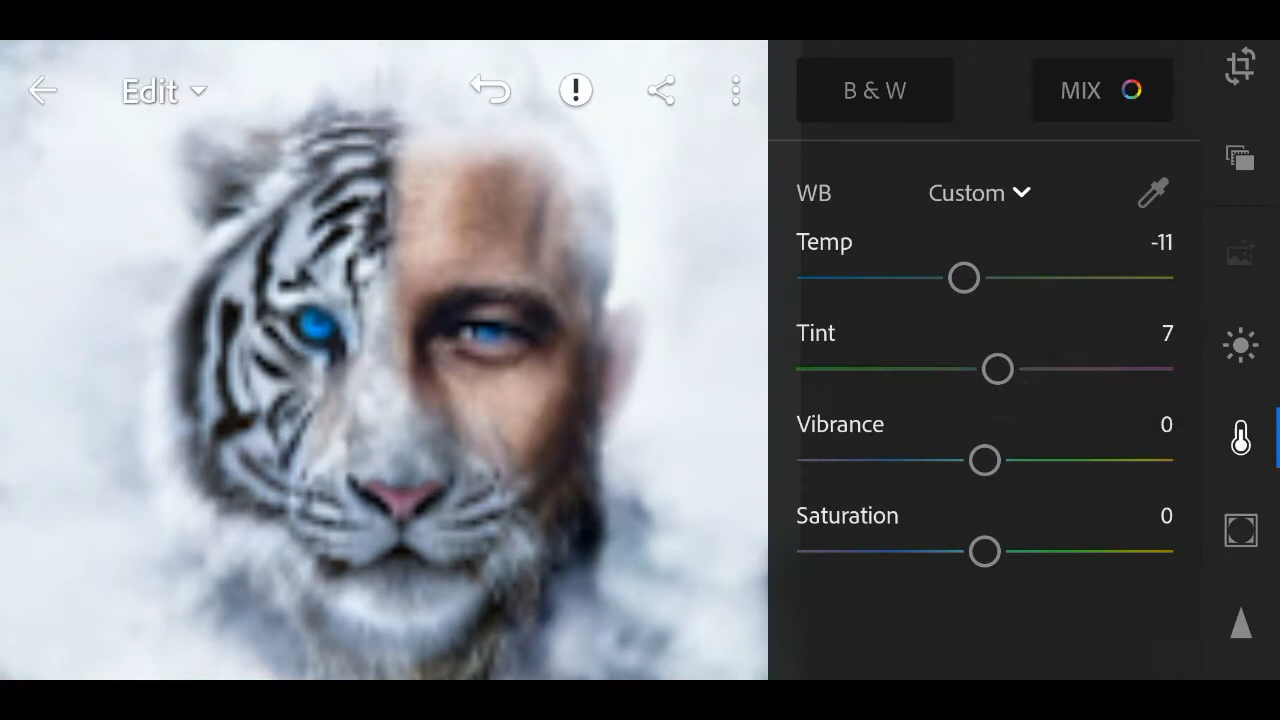 Edit
B & W
MIX
WB
Custom
Temp
-11
Tint
7
Vibrance
0
Saturation
0